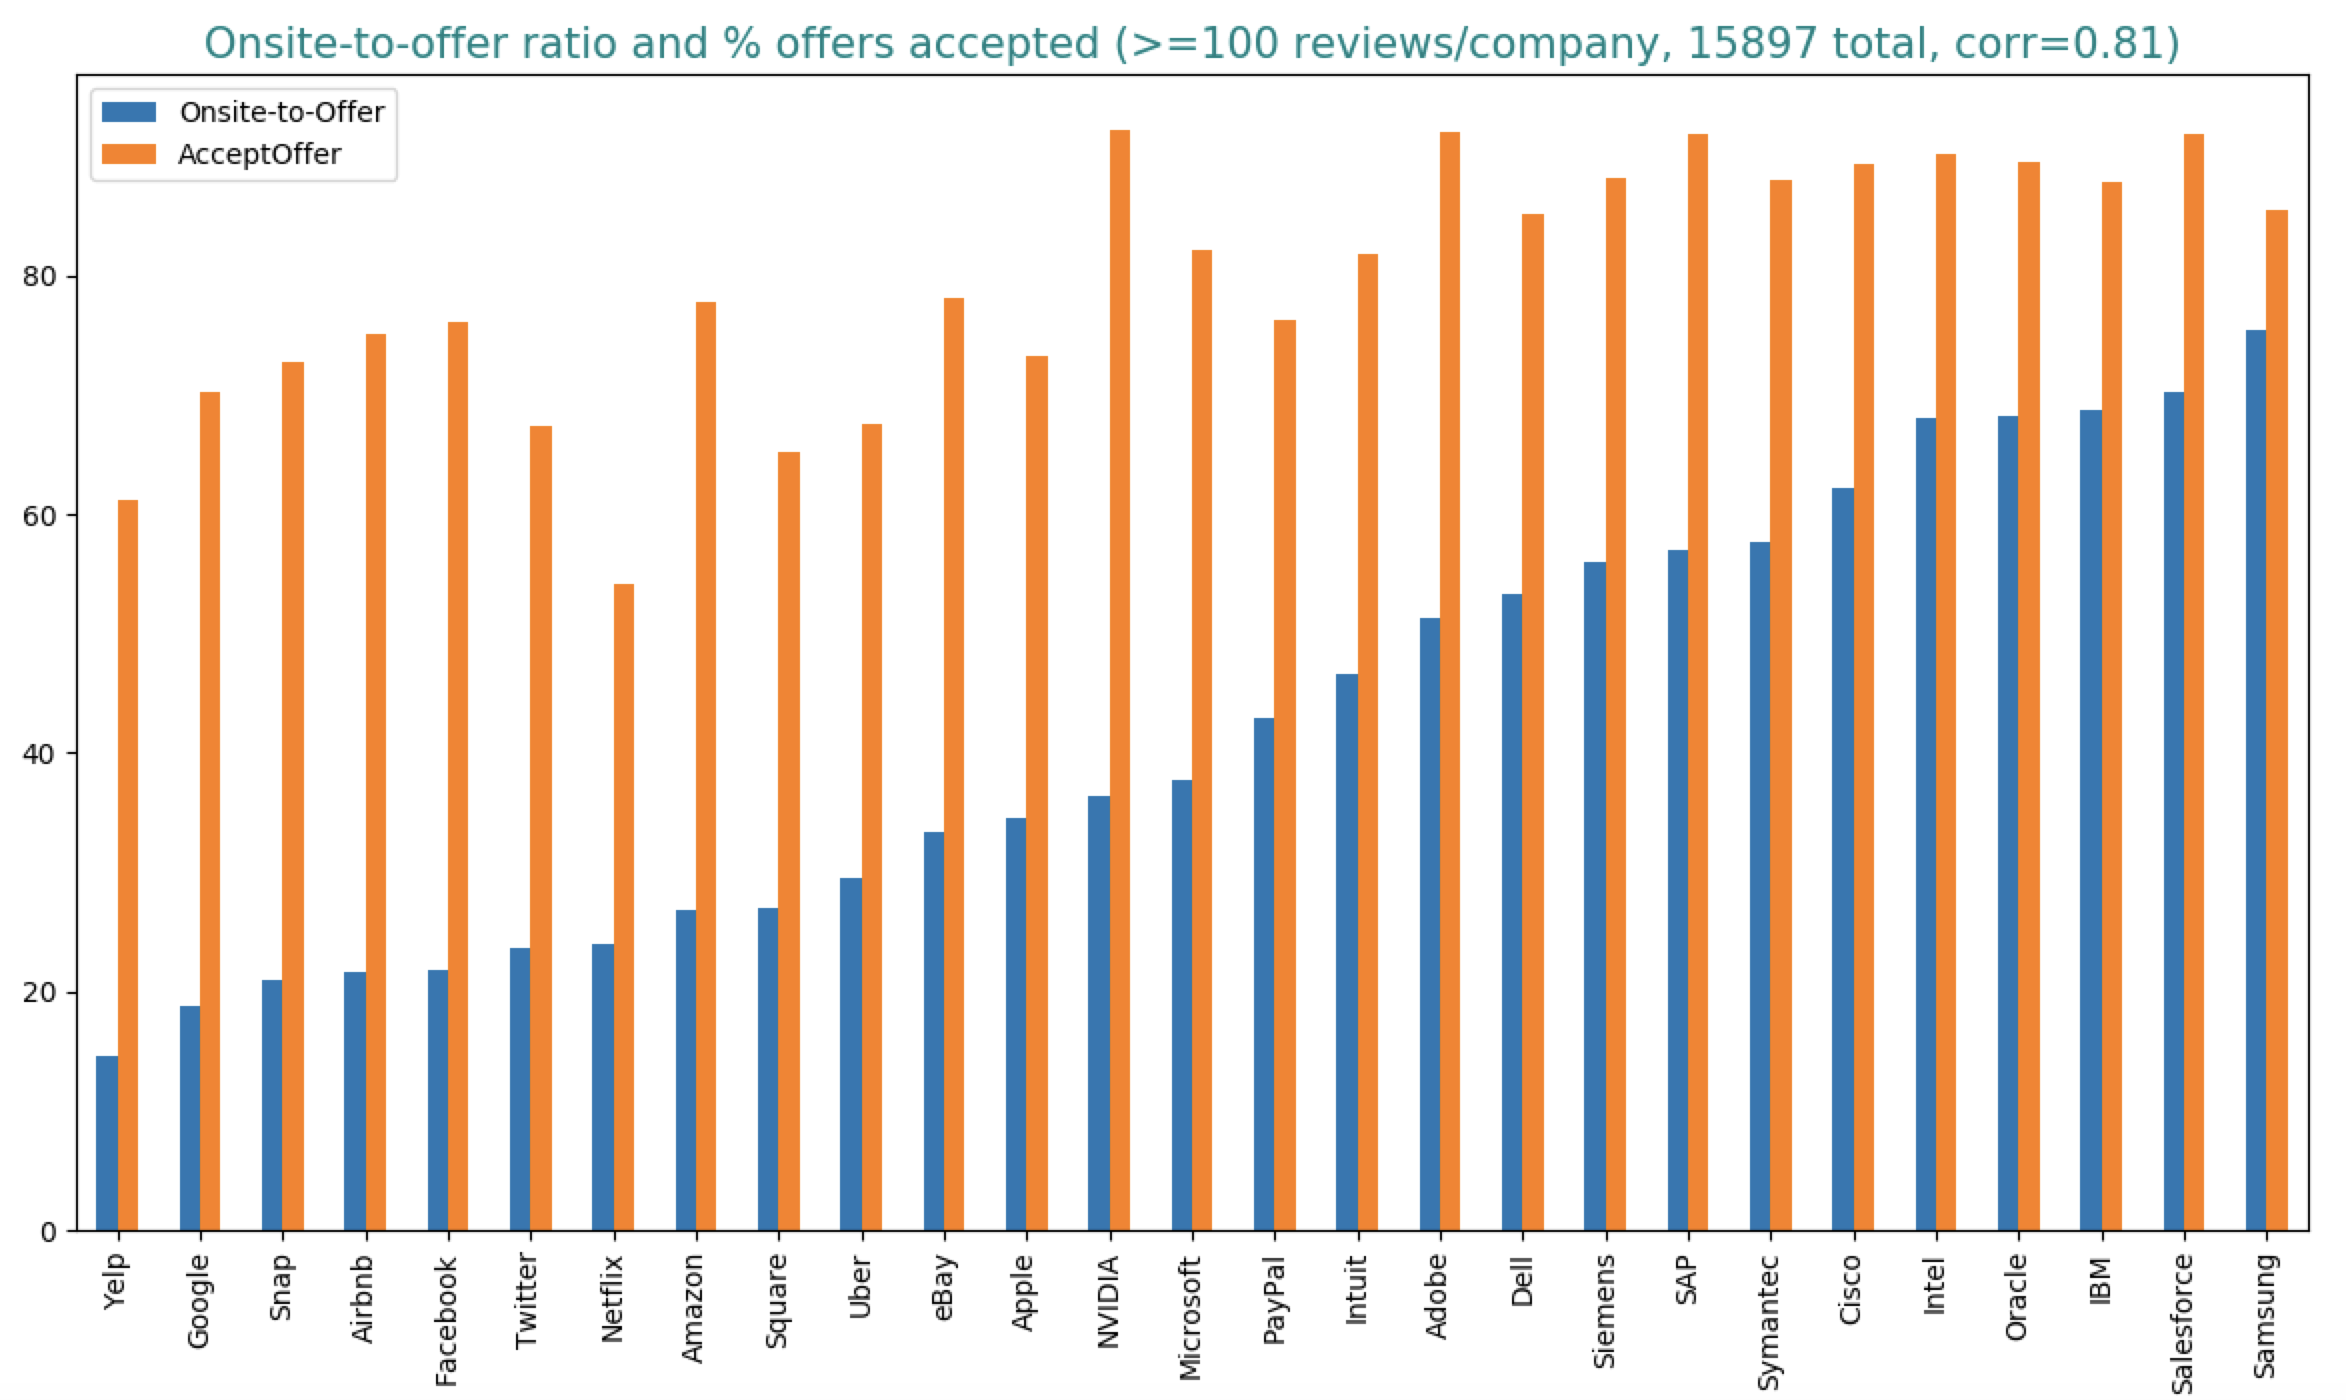 Onsite-to-offer ratio and % offers accepted (>=100 reviews/company, 15897 total, corr=0.81)
Onsite-to-Offer
AcceptOffer
80
60
40
20
0
Yelp
Google
Snap
Airbnb
Facebook
Twitter
Netflix
Amazon
Square
Uber
eBay
Apple
NVIDIA
Microsoft
PayPal
Intuit
Adobe
Dell
Siemens
SAP
Symantec
Cisco
Intel
Oracle
IBM
Salesforce
Samsung